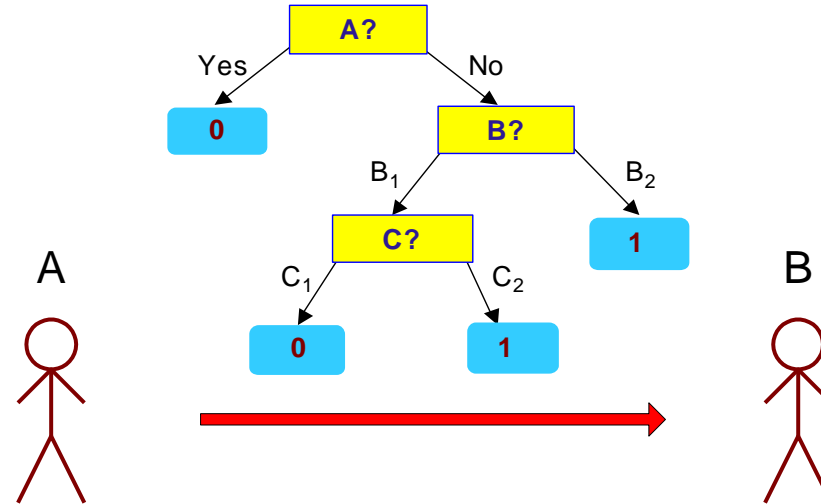 A?
Yes
No
0
B?
B₁
B₂
C?
1
A
B
C₁
C₂
0
1